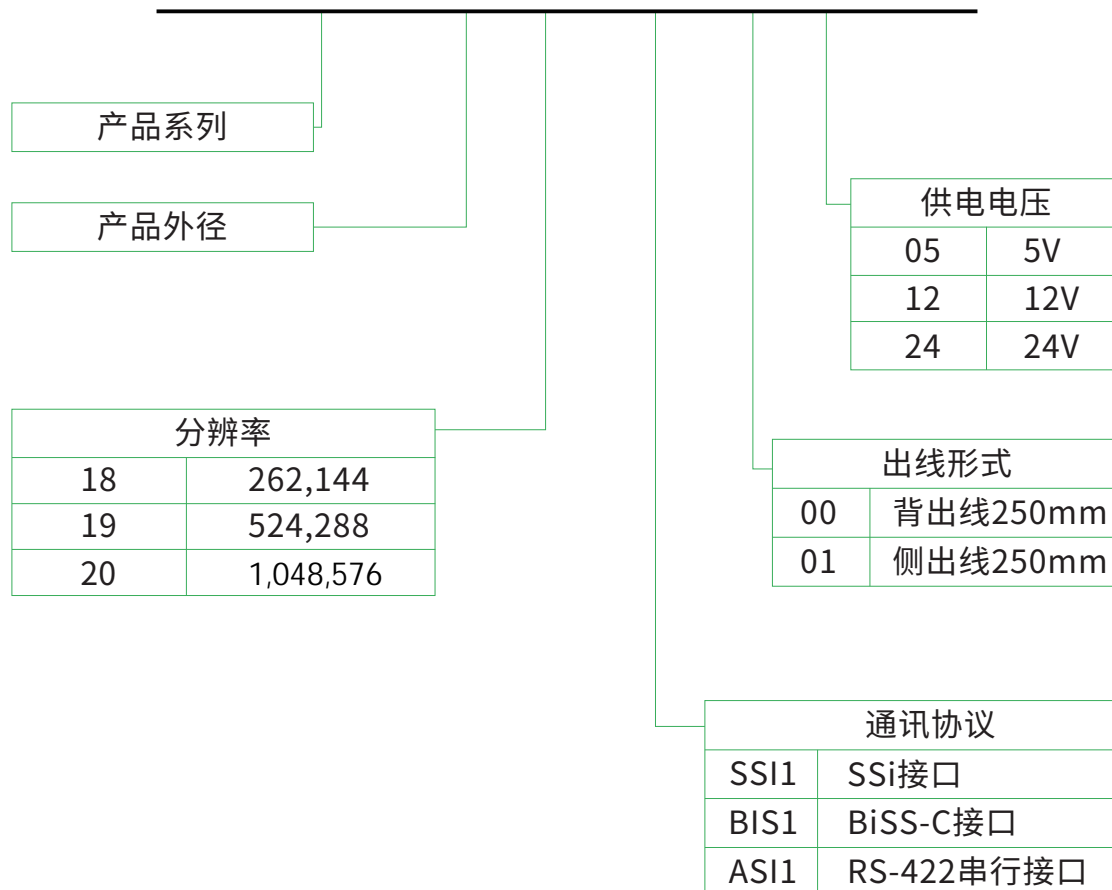 产品系列
产品外径
供电电压
05 5V
12 12V
24 24V
分辨率
18 262,144
19 524,288
20 1,048,576
出线形式
00 背出线250mm
01 侧出线250mm
通讯协议
SSI1 SSi接口
BIS1 BiSS-C接口
ASI1 RS-422串行接口